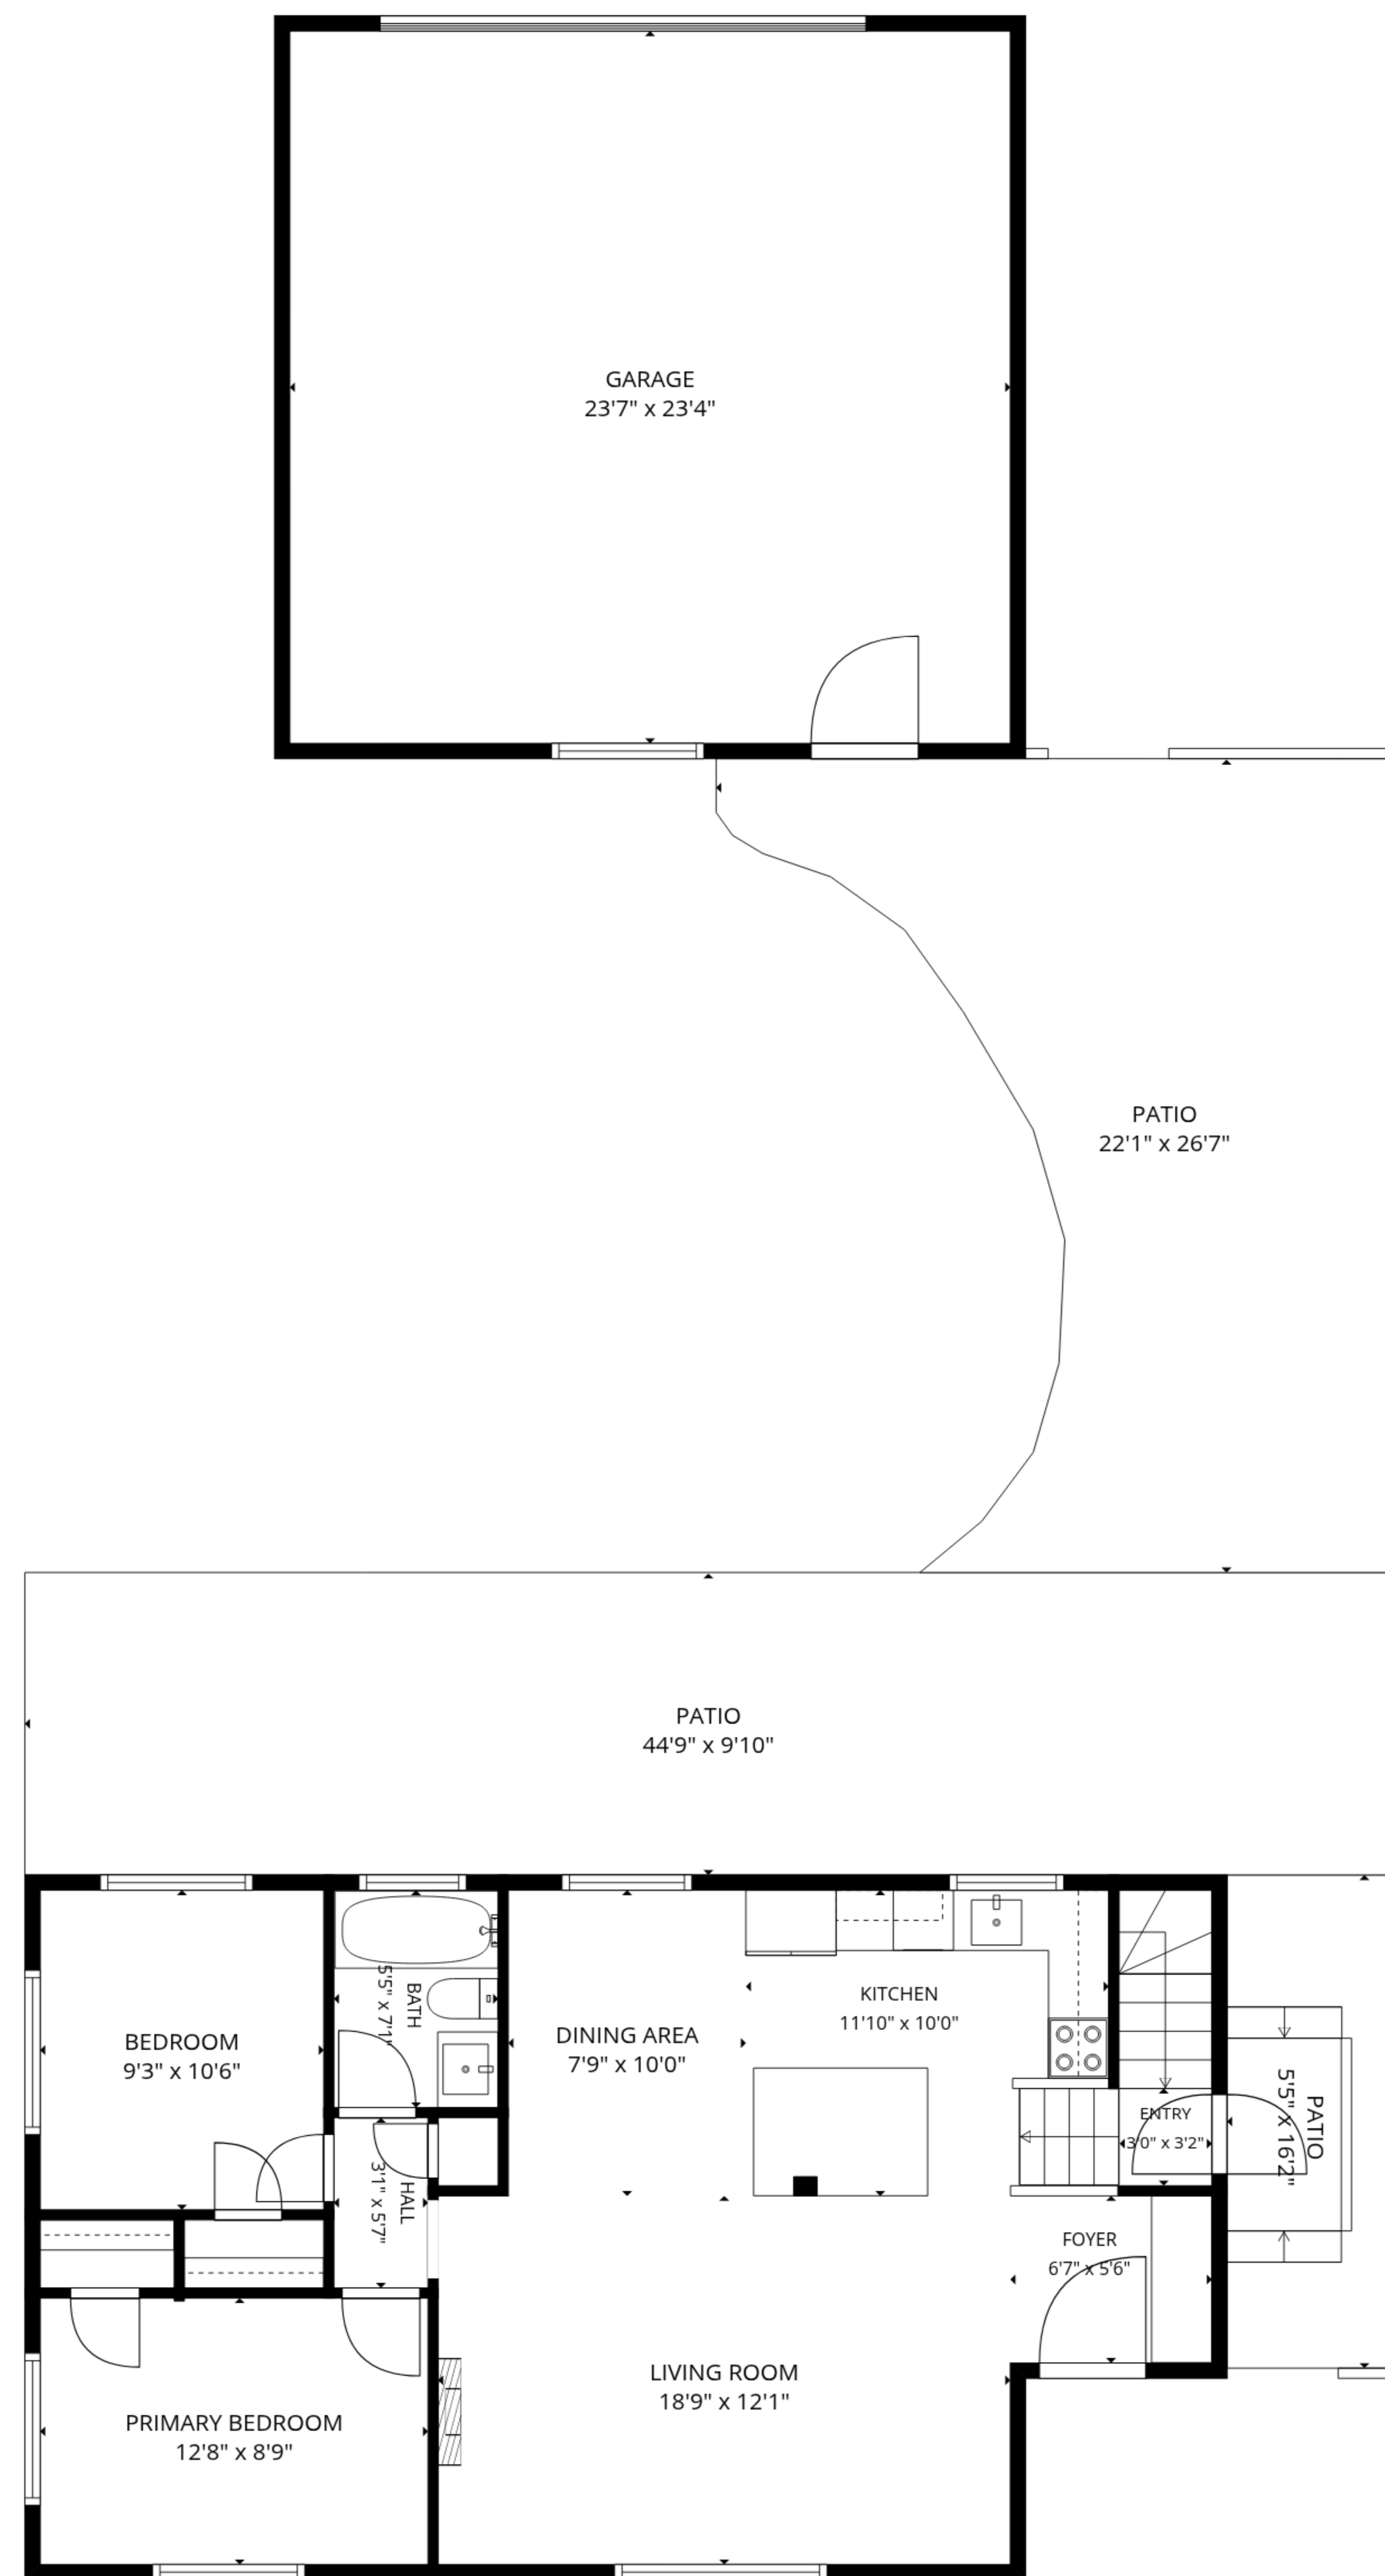 GARAGE
23'7" x 23'4"
PATIO
22'1" x 26'7"
PATIO
44'9" x 9'10"
BEDROOM
9'3" x 10'6"
BATH
5'5" x 7'1"
DINING AREA
7'9" x 10'0"
KITCHEN
11'10" x 10'0"
ENTRY
3'0" x 3'2"
PATIO
5'5" x 16'2"
HALL
3'1" x 5'7"
FOYER
6'7" x 5'6"
LIVING ROOM
18'9" x 12'1"
PRIMARY BEDROOM
12'8" x 8'9"